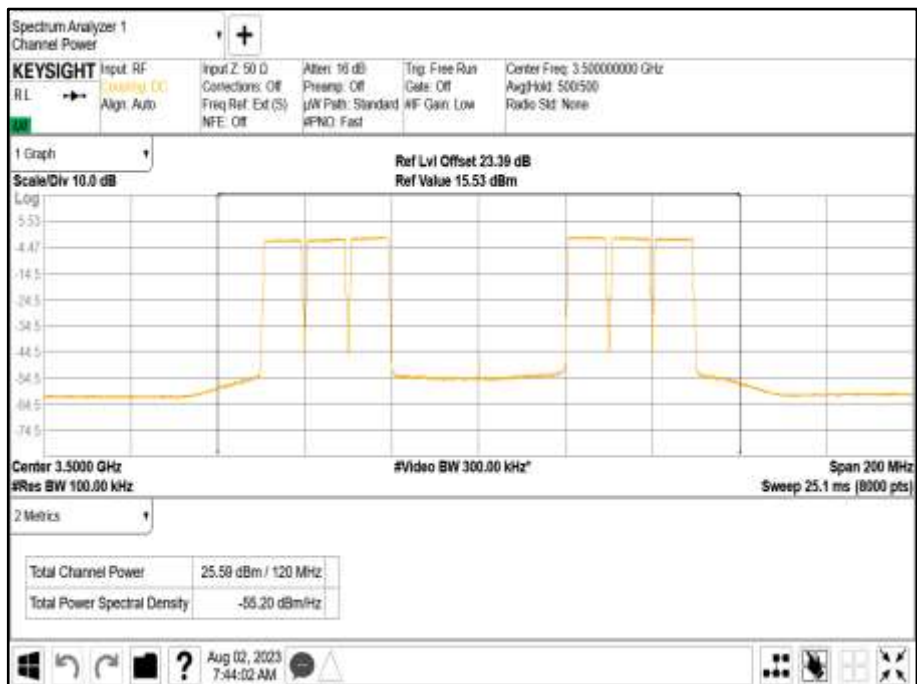 Spectrum Analyzer 1
Channel Power
KEYSIGHT
R L
Input: RF
Coupling: DC
Align: Auto
Input Z: 50 Ω
Corrections: Off
Freq Ref: Ext (S)
NFE: Off
Atten: 16 dB
Preamp: Off
µW Path: Standard
#PNO: Fast
Trig: Free Run
Gate: Off
#IF Gain: Low
Center Freq: 3.500000000 GHz
Avg|Hold: 500/500
Radio Std: None
1 Graph
Scale/Div 10.0 dB
Ref Lvl Offset 23.39 dB
Ref Value 15.53 dBm
Log
5.53
-4.47
-14.5
-24.5
-34.5
-44.5
-54.5
-64.5
-74.5
Center 3.5000 GHz
#Video BW 300.00 kHz*
Span 200 MHz
#Res BW 100.00 kHz
Sweep 25.1 ms (8000 pts)
2 Metrics
Total Channel Power 25.59 dBm / 120 MHz
Total Power Spectral Density -55.20 dBm/Hz
?
Aug 02, 2023
7:44:02 AM